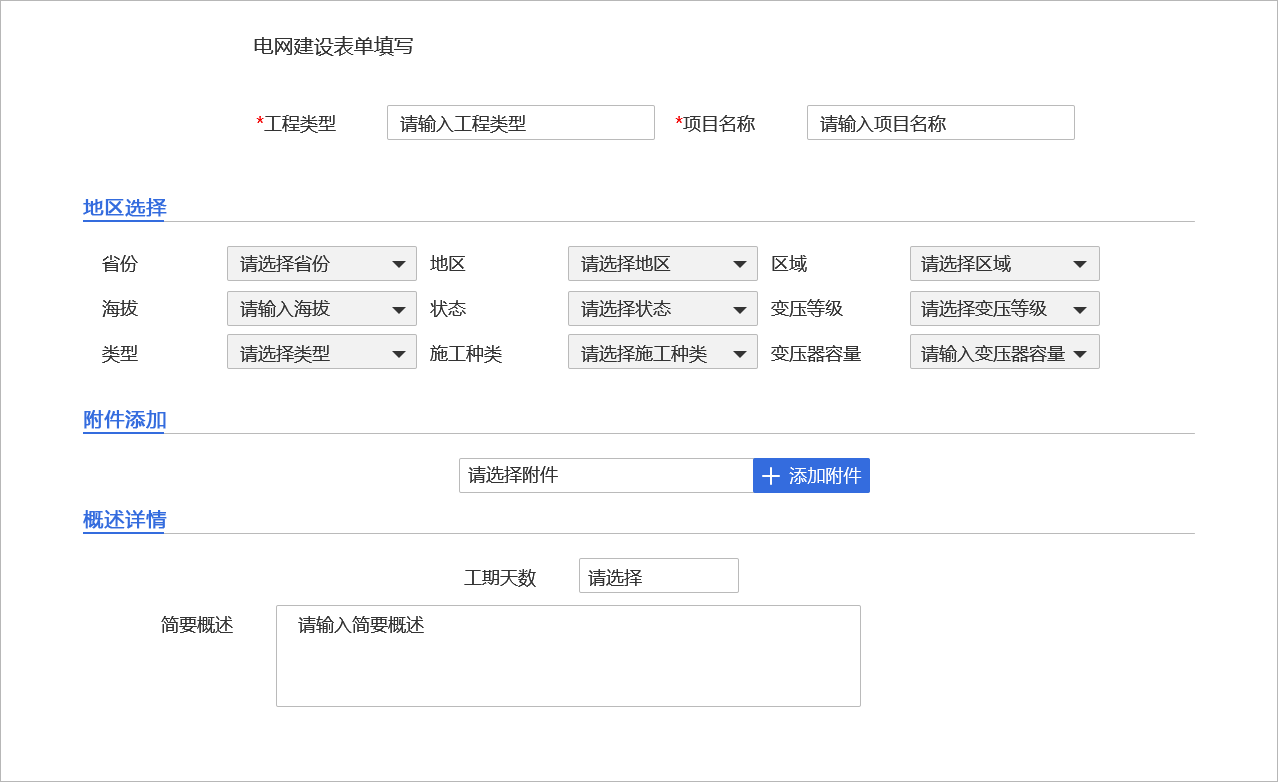 电网建设表单填写
*工程类型 请输入工程类型 *项目名称 请输入项目名称
地区选择
省份 请选择省份 地区 请选择地区 区域 请选择区域
海拔 请输入海拔 状态 请选择状态 变压等级 请选择变压等级
类型 请选择类型 施工种类 请选择施工种类 变压器容量 请输入变压器容量
附件添加
请选择附件 添加附件
概述详情
工期天数 请选择
简要概述 请输入简要概述